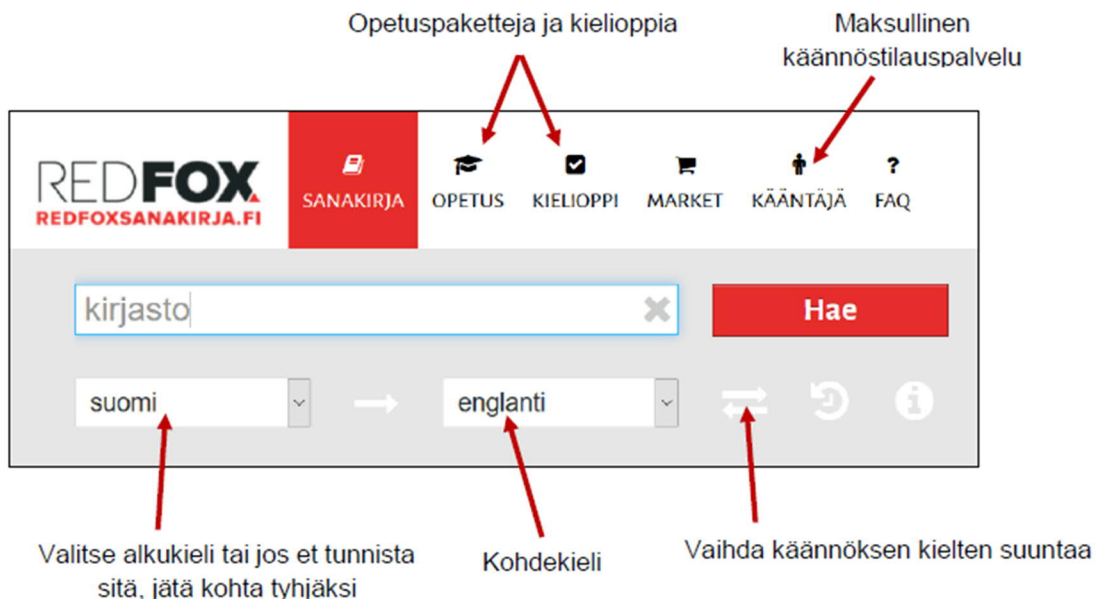 Opetuspaketteja ja kielioppia
Maksullinen
käännöstilauspalvelu
REDFOX
REDFOXSANAKIRJA.FI
SANAKIRJA
OPETUS
KIELIOPPI
MARKET
KÄÄNTÄJÄ
?
FAQ
kirjasto
Hae
suomi
englanti
Valitse alkukieli tai jos et tunnista
sitä, jätä kohta tyhjäksi
Kohdekieli
Vaihda käännöksen kielten suuntaa